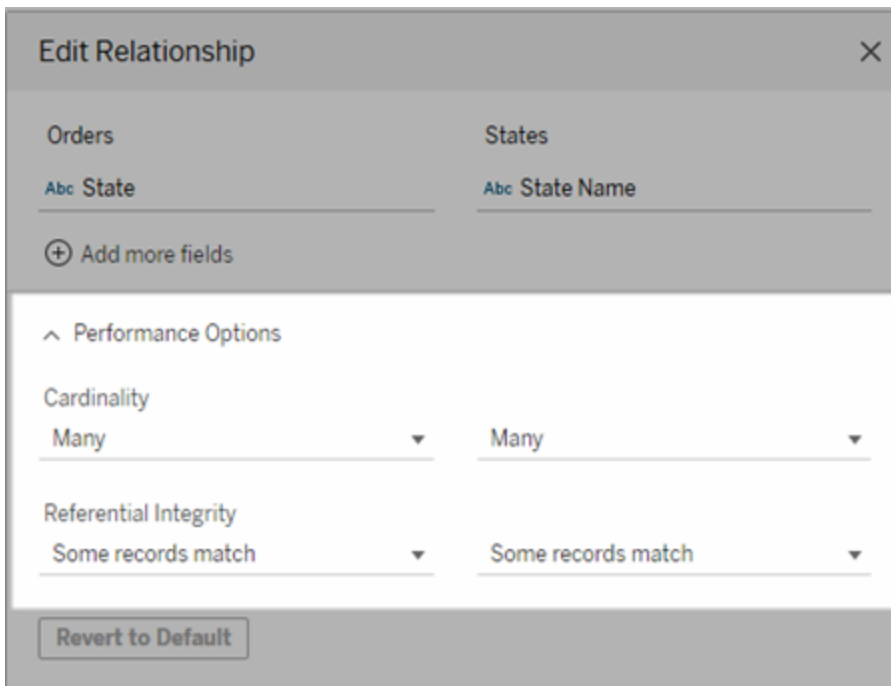 Edit Relationship
Orders States
Abc State Abc State Name
Add more fields
Performance Options
Cardinality
Many Many
Referential Integrity
Some records match Some records match
Revert to Default